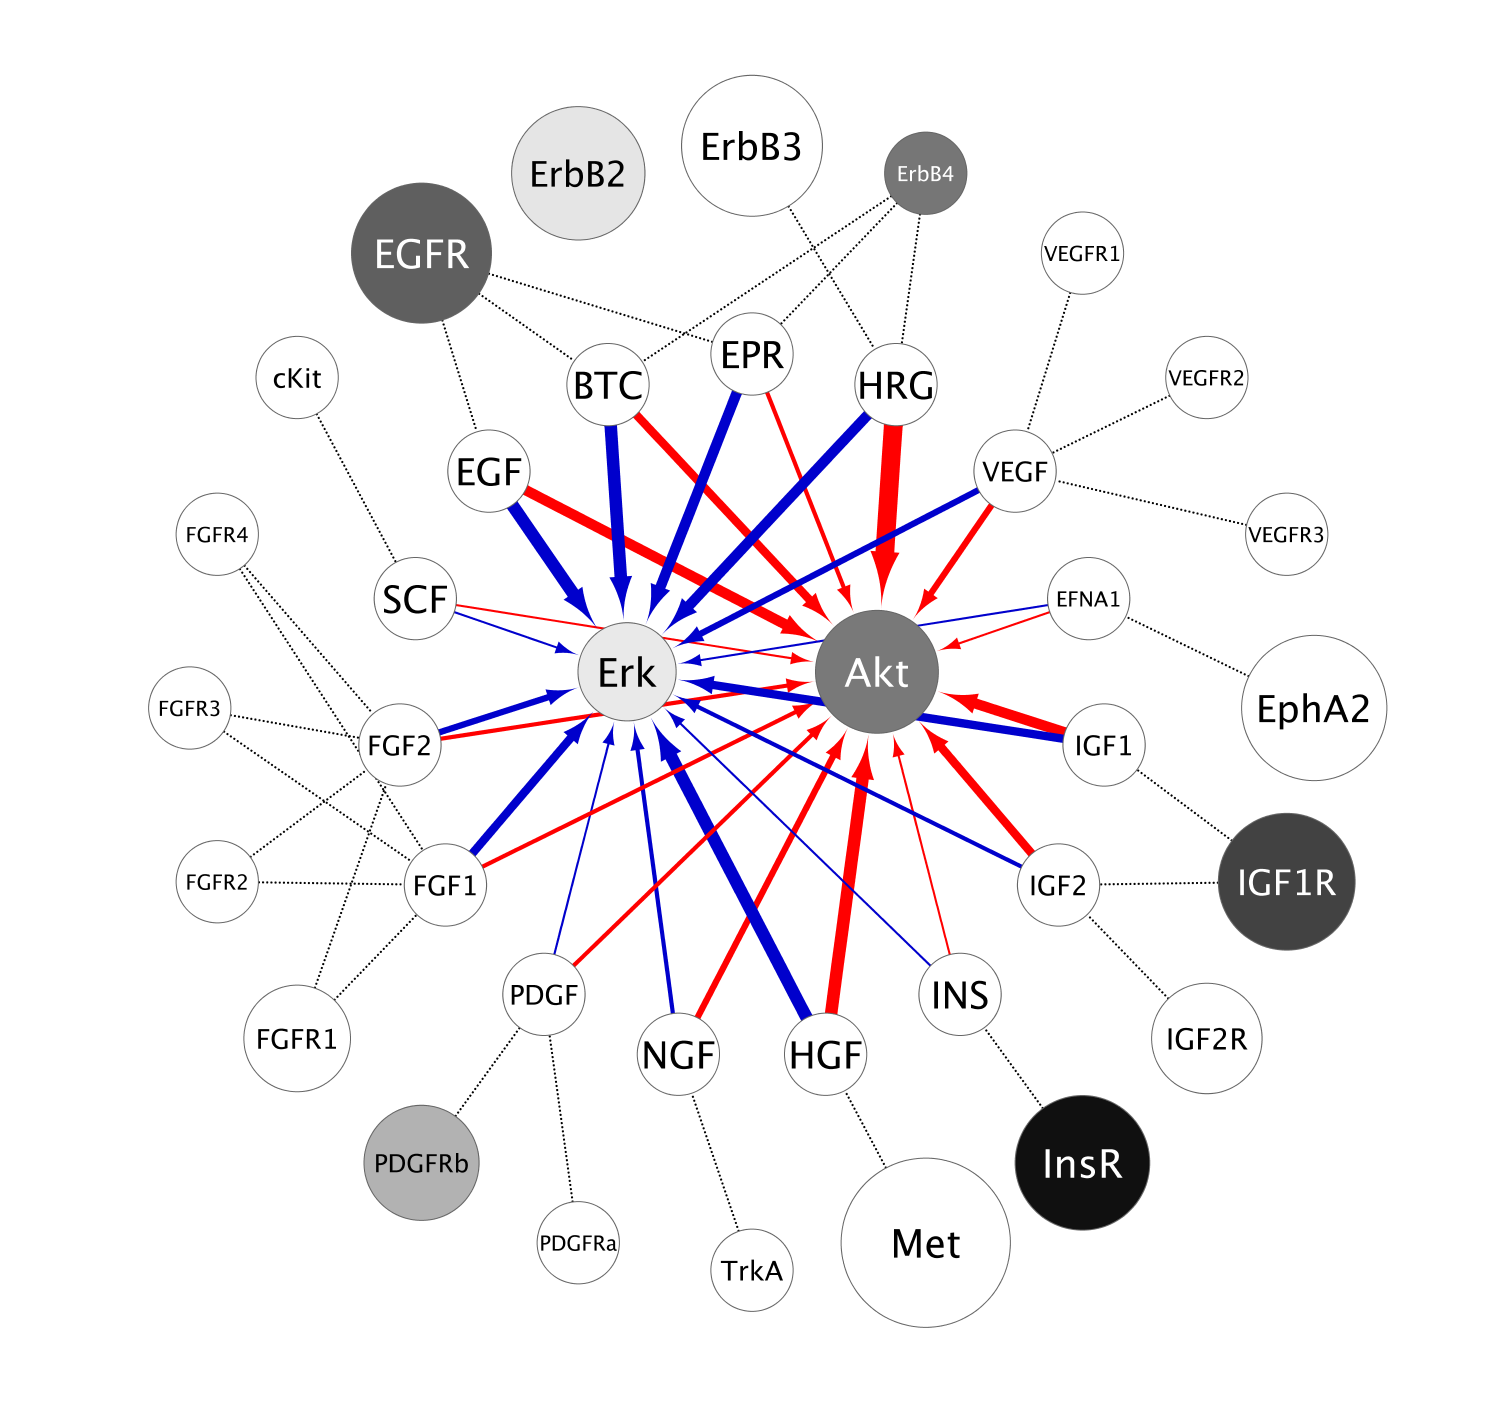 ErbB3
ErbB2
ErbB4
EGFR
VEGFR1
EPR
cKit
BTC
HRG
VEGFR2
EGF
VEGF
FGFR4
VEGFR3
SCF
EFNA1
Erk
Akt
FGFR3
EphA2
FGF2
IGF1
FGFR2
FGF1
IGF2
IGF1R
PDGF
INS
FGFR1
NGF
HGF
IGF2R
PDGFRb
InsR
PDGFRa
Met
TrkA